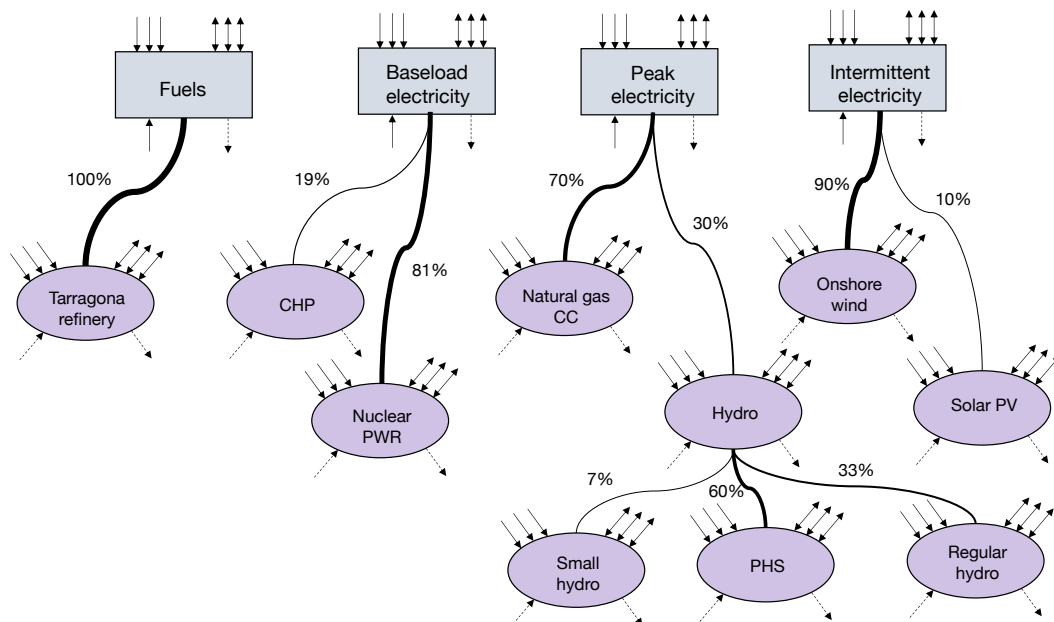 Fuels
Baseload
electricity
Peak
electricity
Intermittent
electricity
100%
19%
81%
70%
30%
90%
10%
Tarragona
refinery
CHP
Nuclear
PWR
Natural gas
CC
Hydro
Onshore
wind
Solar PV
7%
60%
33%
Small
hydro
PHS
Regular
hydro